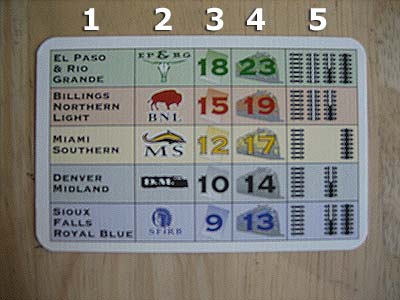 1 2 3 4 5
EL PASO & RIO GRANDE EP&RG 18 23
BILLINGS NORTHERN LIGHT BNL 15 19
MIAMI SOUTHERN MS 12 17
DENVER MIDLAND 10 14
SIOUX FALLS ROYAL BLUE SFIRB 9 13